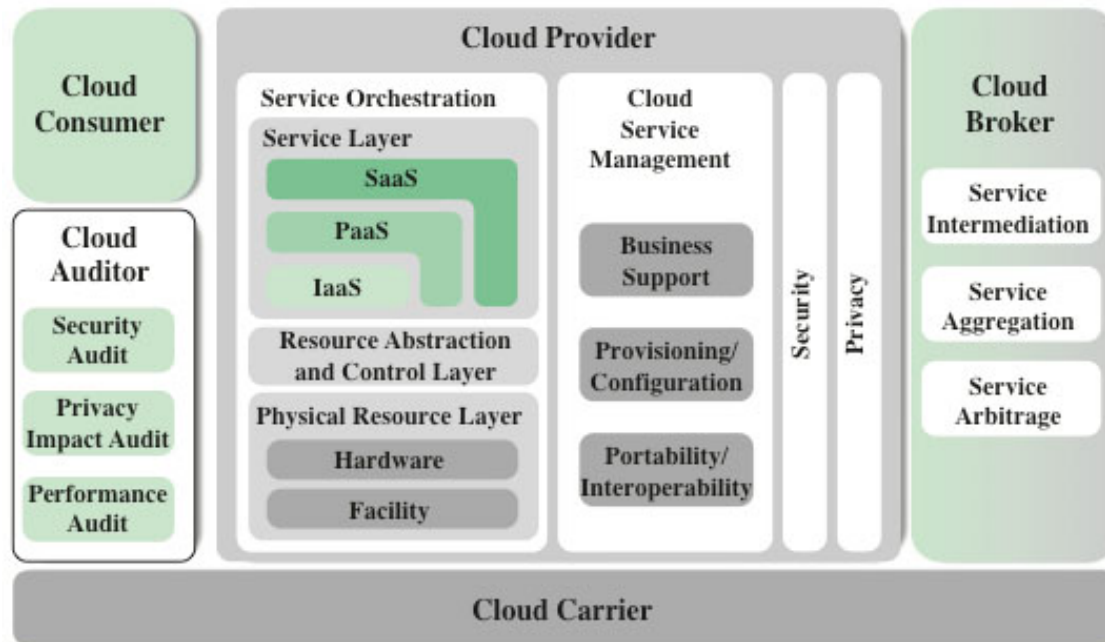 Cloud
Consumer
Cloud
Auditor
Security
Audit
Privacy
Impact Audit
Performance
Audit
Cloud Provider
Service Orchestration
Service Layer
SaaS
PaaS
IaaS
Resource Abstraction
and Control Layer
Physical Resource Layer
Hardware
Facility
Cloud
Service
Management
Business
Support
Provisioning/
Configuration
Portability/
Interoperability
Security
Privacy
Cloud
Broker
Service
Intermediation
Service
Aggregation
Service
Arbitrage
Cloud Carrier